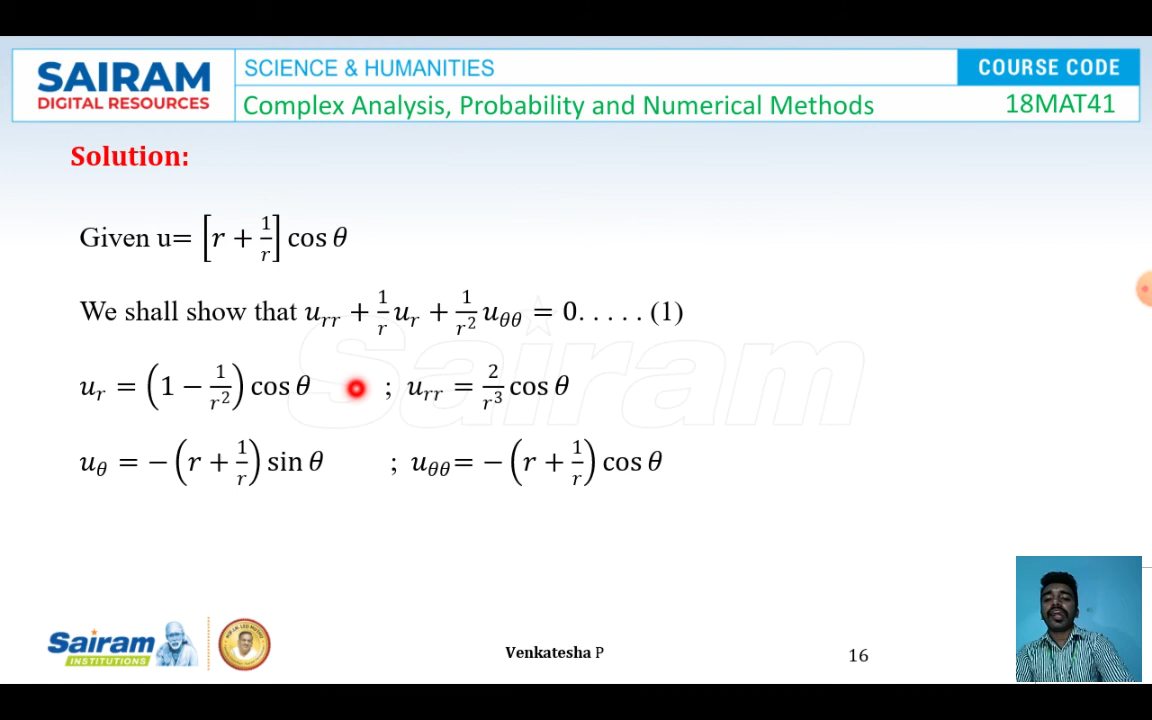 SAIRAM
DIGITAL RESOURCES
SCIENCE & HUMANITIES
COURSE CODE
Complex Analysis, Probability and Numerical Methods
18MAT41
Solution:
Given u= [r + 1/r] cos θ
We shall show that u_rr + 1/r u_r + 1/r² u_θθ = 0. . . . . (1)
u_r = (1 − 1/r²) cos θ ; u_rr = 2/r³ cos θ
u_θ = −(r + 1/r) sin θ ; u_θθ = −(r + 1/r) cos θ
Sairam
Sairam
INSTITUTIONS
Venkatesha P
16